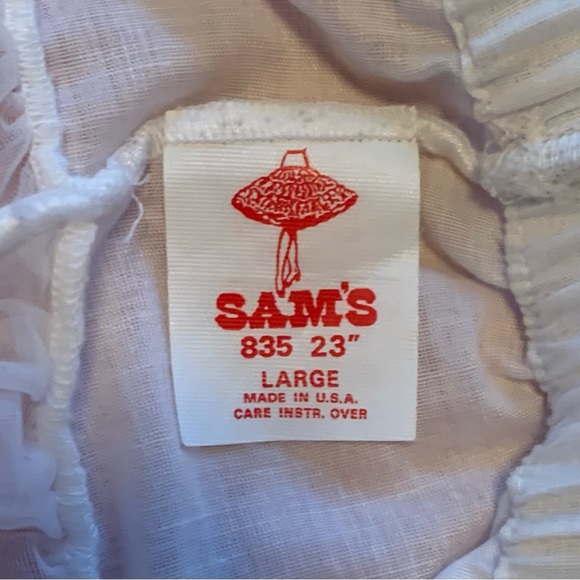 SAM'S
835 23"
LARGE
MADE IN U.S.A.
CARE INSTR. OVER